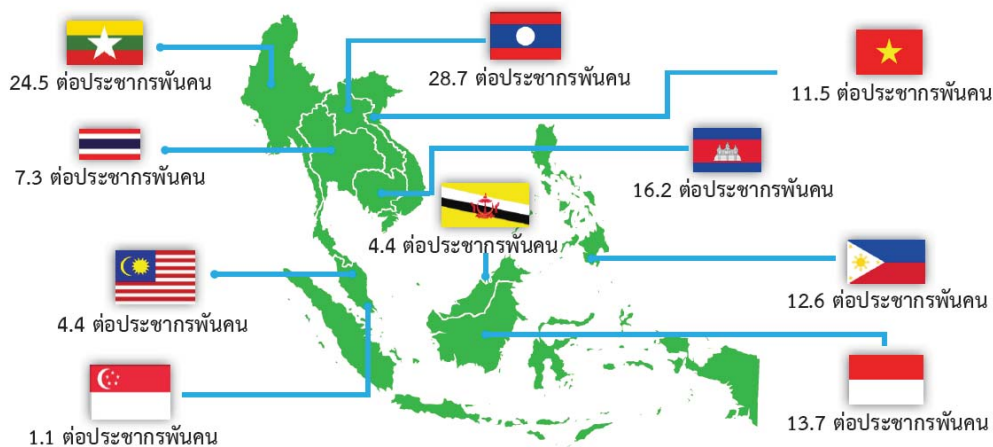 24.5 ต่อประชากรพันคน
28.7 ต่อประชากรพันคน
11.5 ต่อประชากรพันคน
7.3 ต่อประชากรพันคน
16.2 ต่อประชากรพันคน
4.4 ต่อประชากรพันคน
4.4 ต่อประชากรพันคน
12.6 ต่อประชากรพันคน
1.1 ต่อประชากรพันคน
13.7 ต่อประชากรพันคน